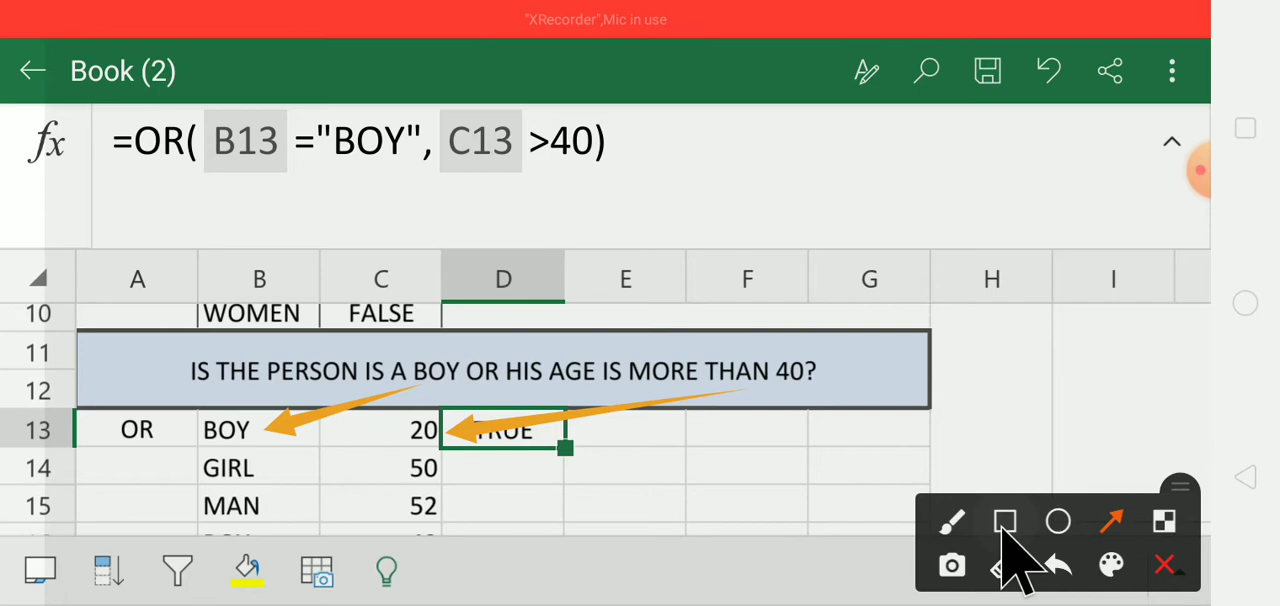 "XRecorder",Mic in use
Book (2)
fx =OR( B13 ="BOY", C13 >40)
A B C D E F G H I
10 WOMEN FALSE
11
IS THE PERSON IS A BOY OR HIS AGE IS MORE THAN 40?
12
13 OR BOY 20 TRUE
14 GIRL 50
15 MAN 52